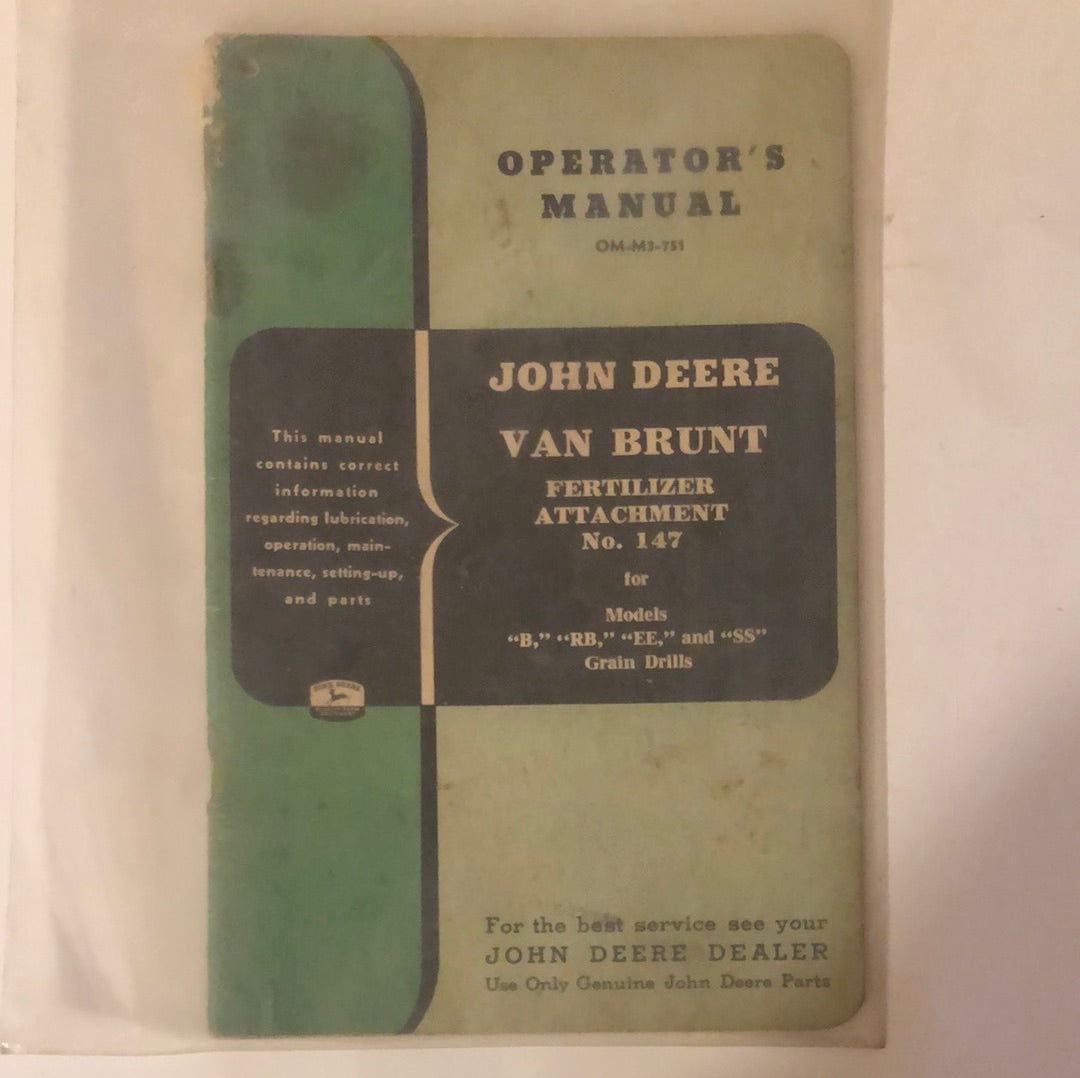 OPERATOR'S
MANUAL
OM-M3-751
JOHN DEERE
VAN BRUNT
FERTILIZER
ATTACHMENT
No. 147
for
Models
“B,” “RB,” “EE,” and “SS”
Grain Drills
This manual
contains correct
information
regarding lubrication,
operation, main-
tenance, setting-up,
and parts
JOHN DEERE
For the best service see your
JOHN DEERE DEALER
Use Only Genuine John Deere Parts